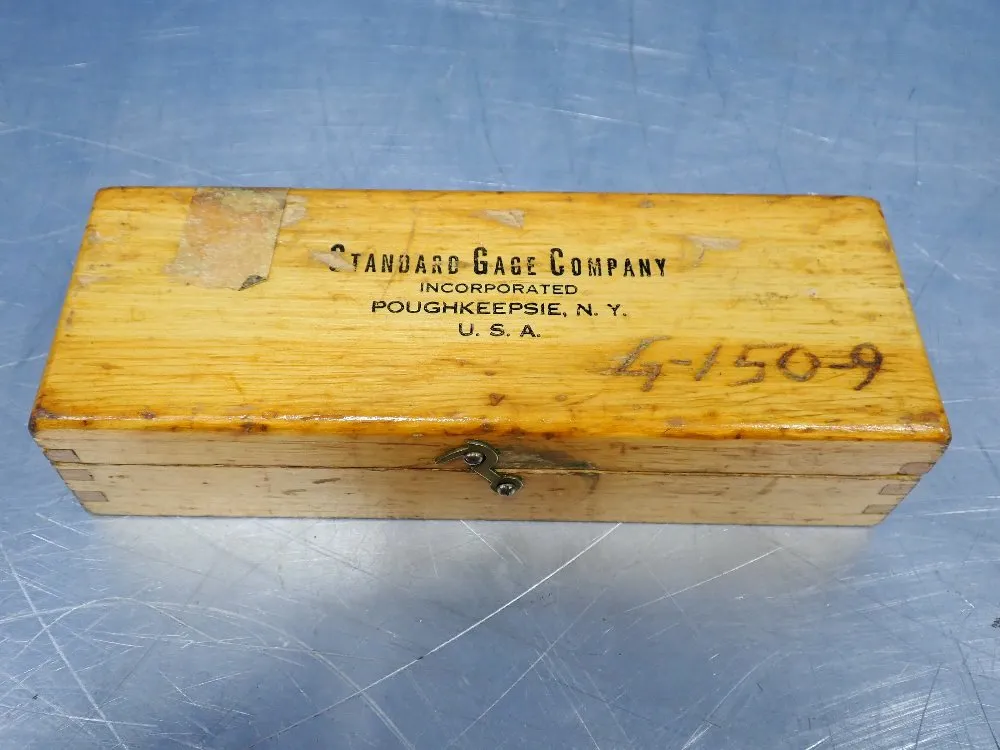 STANDARD GAGE COMPANY
INCORPORATED
POUGHKEEPSIE, N. Y.
U. S. A.
G-150-9